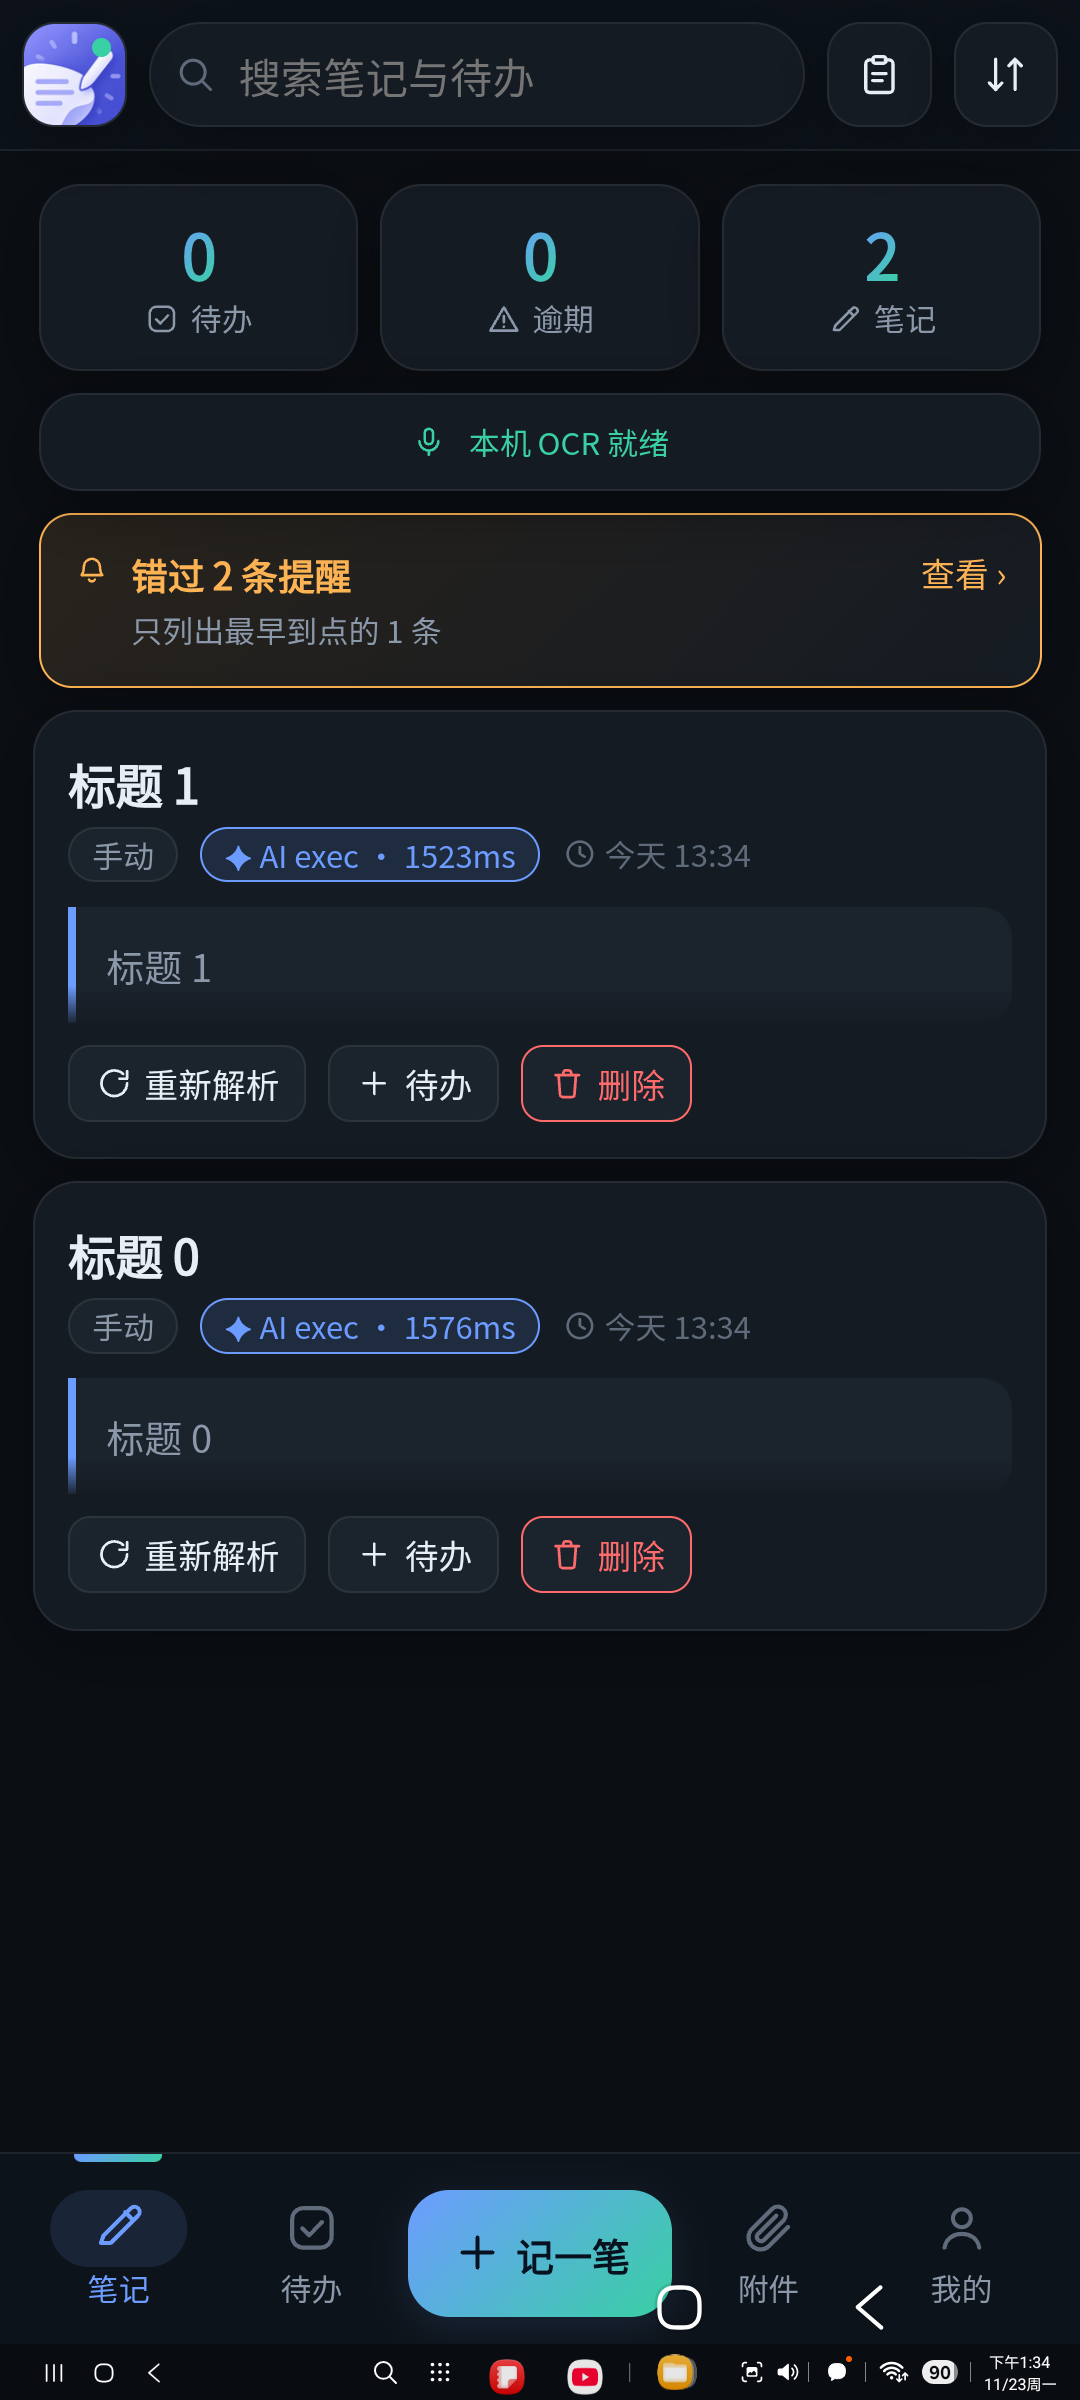 搜索笔记与待办
0
待办
0
逾期
2
笔记
本机 OCR 就绪
错过 2 条提醒
查看 ›
只列出最早到点的 1 条
标题 1
手动
AI exec · 1523ms
今天 13:34
标题 1
重新解析
待办
删除
标题 0
手动
AI exec · 1576ms
今天 13:34
标题 0
重新解析
待办
删除
笔记
待办
记一笔
附件
我的
90
下午1:34
11/23周一